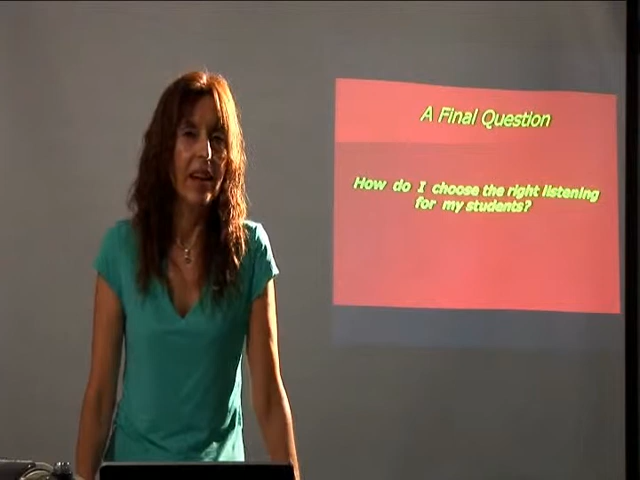 A Final Question
How do I choose the right listening
for my students?